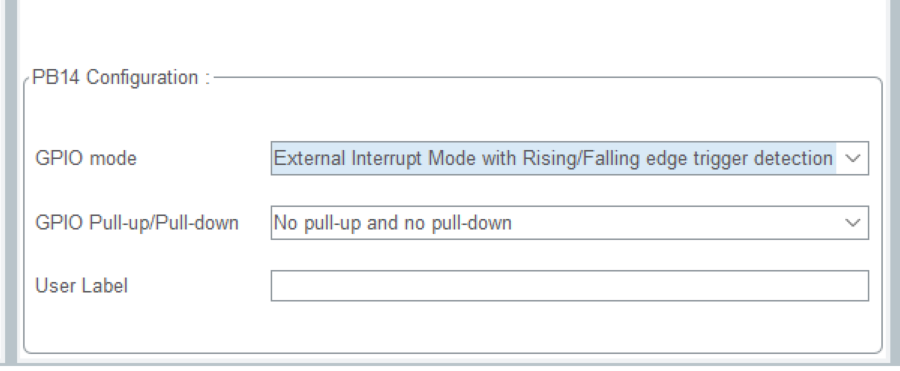 PB14 Configuration :
GPIO mode External Interrupt Mode with Rising/Falling edge trigger detection
GPIO Pull-up/Pull-down No pull-up and no pull-down
User Label